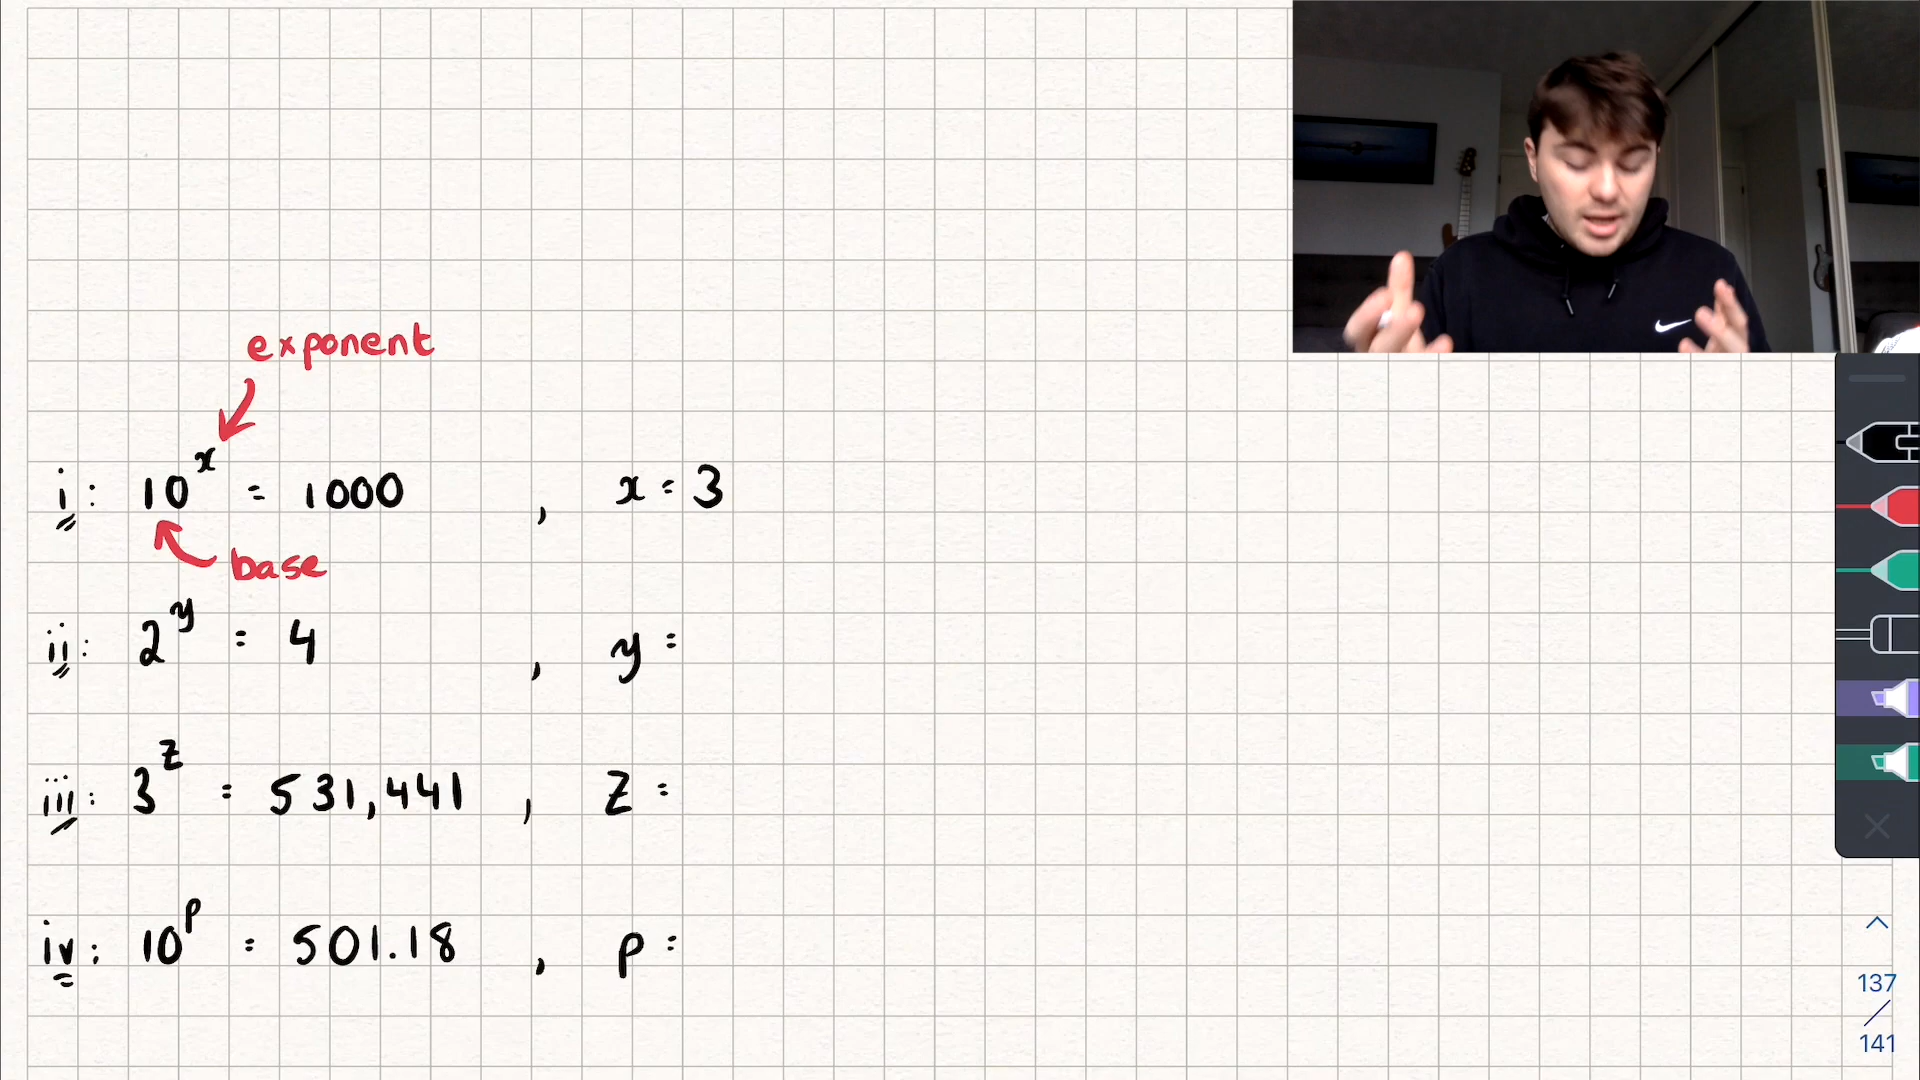 exponent
i: 10^x = 1000 , x = 3
base
ii: 2^y = 4 , y =
iii: 3^z = 531,441 , z =
iv: 10^p = 501.18 , p =
137
/
141